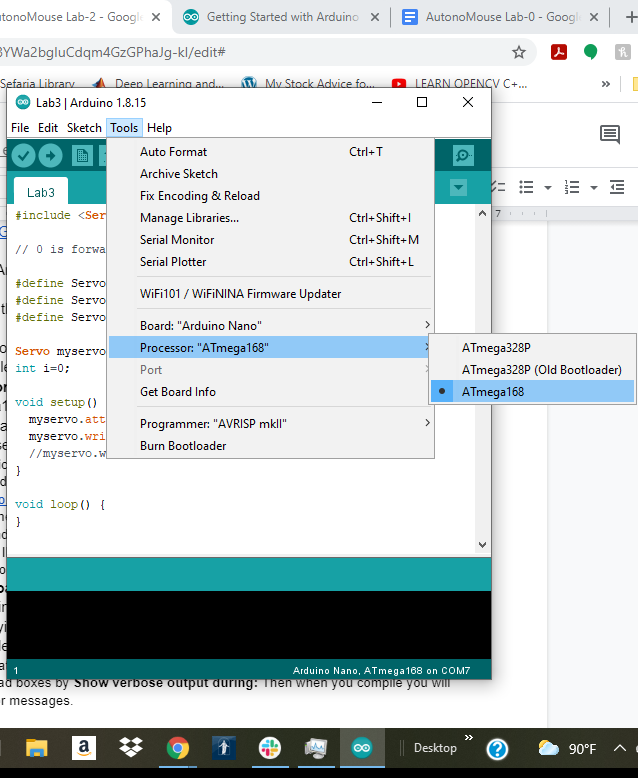 utonoMouse Lab-2 - Googl
Getting Started with Arduino
AutonoMouse Lab-0 - Googl
YWa2bgIuCdqm4GzGPhaJg-kl/edit#
Sefaria Library
Deep Learning and...
My Stock Advice fo...
LEARN OPENCV C+...
»
Lab3 | Arduino 1.8.15
File Edit Sketch Tools Help
Lab3
#include <Ser
// 0 is forwa
#define Servo
#define Servo
#define Servo
Servo myservo
int i=0;
void setup()
myservo.att
myservo.wri
//myservo.w
}
void loop() {
}
Auto Format Ctrl+T
Archive Sketch
Fix Encoding & Reload
Manage Libraries... Ctrl+Shift+I
Serial Monitor Ctrl+Shift+M
Serial Plotter Ctrl+Shift+L
WiFi101 / WiFiNINA Firmware Updater
Board: "Arduino Nano"
Processor: "ATmega168"
Port
Get Board Info
Programmer: "AVRISP mkII"
Burn Bootloader
ATmega328P
ATmega328P (Old Bootloader)
ATmega168
7
1 Arduino Nano, ATmega168 on COM7
ad boxes by Show verbose output during: Then when you compile you will
r messages.
Desktop » 90°F